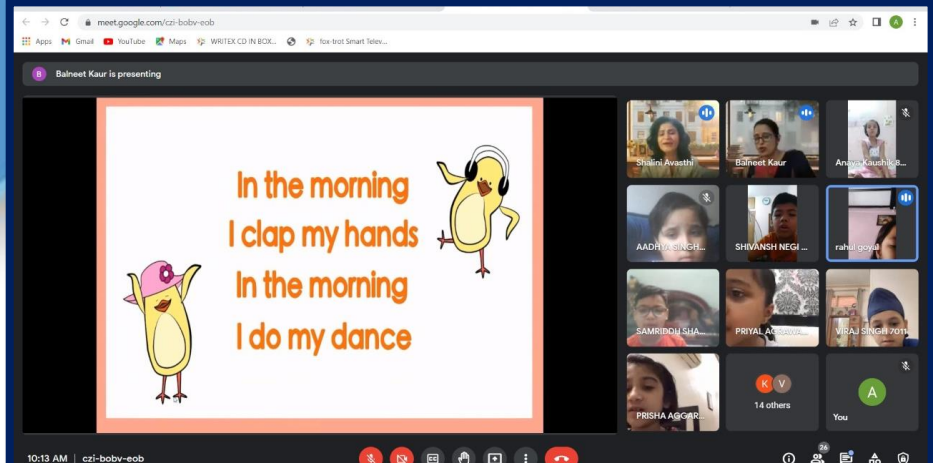 meet.google.com/czi-bobv-eob
Apps Gmail YouTube Maps WRITEX CD IN BOX... fox-trot Smart Telev...
B Balneet Kaur is presenting
In the morning
I clap my hands
In the morning
I do my dance
Shalini Avasthi Balneet Kaur Anaya Kaushik 8...
AADHYA SINGH... SHIVANSH NEGI ... rahul goyal
SAMRIDDH SHA... PRIYAL AGRAWA... VIRAJ SINGH 7011...
PRISHA AGGAR... K V 14 others A You
10:13 AM | czi-bobv-eob 26